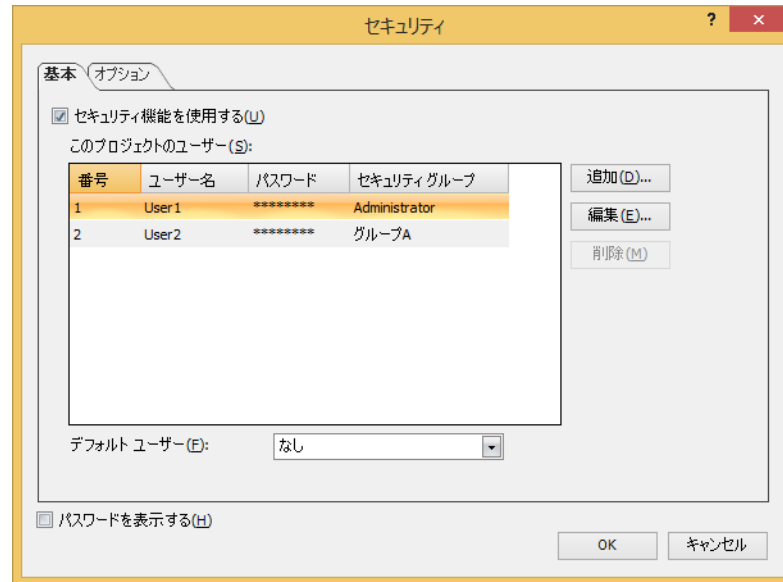 セキュリティ
?
×
基本 オプション
セキュリティ機能を使用する(U)
このプロジェクトのユーザー(S):
番号 ユーザー名 パスワード セキュリティグループ
1 User1 ******** Administrator
2 User2 ******** グループA
追加(D)...
編集(E)...
削除(M)
デフォルト ユーザー(F): なし
パスワードを表示する(H)
OK キャンセル